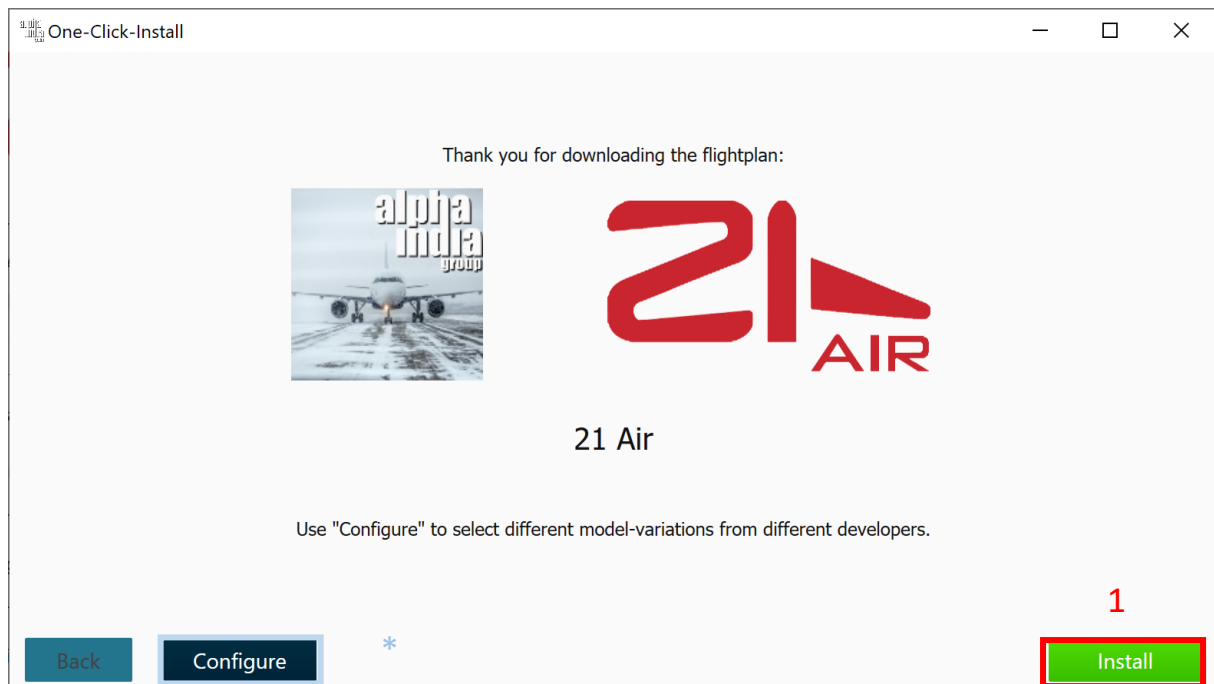 One-Click-Install
Thank you for downloading the flightplan:
alpha
india
group
21
AIR
21 Air
Use "Configure" to select different model-variations from different developers.
1
*
Back
Configure
Install